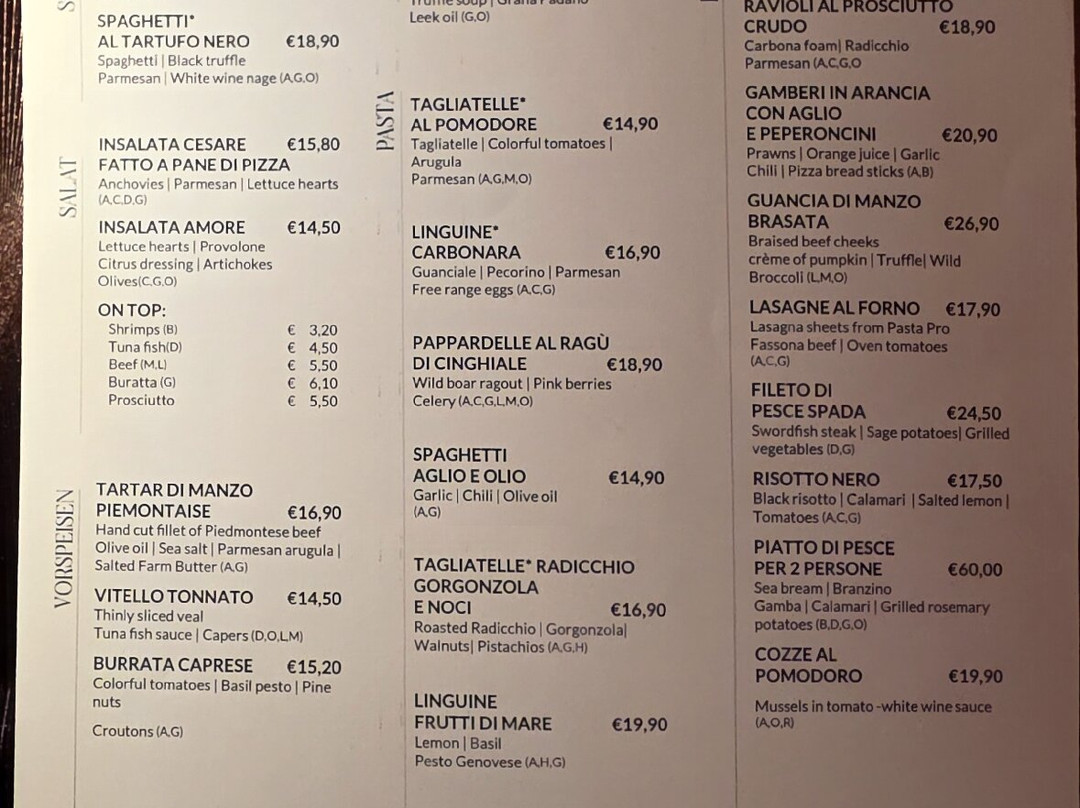 SPAGHETTI*
AL TARTUFO NERO €18,90
Spaghetti | Black truffle
Parmesan | White wine nage (A,G,O)
SALAT
INSALATA CESARE €15,80
FATTO A PANE DI PIZZA
Anchovies | Parmesan | Lettuce hearts
(A,C,D,G)
INSALATA AMORE €14,50
Lettuce hearts | Provolone
Citrus dressing | Artichokes
Olives(C,G,O)
ON TOP:
Shrimps (B) € 3,20
Tuna fish(D) € 4,50
Beef (M,L) € 5,50
Buratta (G) € 6,10
Prosciutto € 5,50
VORSPEISEN
TARTAR DI MANZO
PIEMONTAISE €16,90
Hand cut fillet of Piedmontese beef
Olive oil | Sea salt | Parmesan arugula |
Salted Farm Butter (A,G)
VITELLO TONNATO €14,50
Thinly sliced veal
Tuna fish sauce | Capers (D,O,L,M)
BURRATA CAPRESE €15,20
Colorful tomatoes | Basil pesto | Pine
nuts
Croutons (A,G)
Truffle soup | Grana Padano
Leek oil (G,O)
PASTA
TAGLIATELLE*
AL POMODORE €14,90
Tagliatelle | Colorful tomatoes |
Arugula
Parmesan (A,G,M,O)
LINGUINE*
CARBONARA €16,90
Guanciale | Pecorino | Parmesan
Free range eggs (A,C,G)
PAPPARDELLE AL RAGÙ
DI CINGHIALE €18,90
Wild boar ragout | Pink berries
Celery (A,C,G,L,M,O)
SPAGHETTI
AGLIO E OLIO €14,90
Garlic | Chili | Olive oil
(A,G)
TAGLIATELLE* RADICCHIO
GORGONZOLA
E NOCI €16,90
Roasted Radicchio | Gorgonzola|
Walnuts| Pistachios (A,G,H)
LINGUINE
FRUTTI DI MARE €19,90
Lemon | Basil
Pesto Genovese (A,H,G)
RAVIOLI AL PROSCIUTTO
CRUDO €18,90
Carbona foam| Radicchio
Parmesan (A,C,G,O
GAMBERI IN ARANCIA
CON AGLIO
E PEPERONCINI €20,90
Prawns | Orange juice | Garlic
Chili | Pizza bread sticks (A,B)
GUANCIA DI MANZO
BRASATA €26,90
Braised beef cheeks
crème of pumpkin | Truffle| Wild
Broccoli (L,M,O)
LASAGNE AL FORNO €17,90
Lasagna sheets from Pasta Pro
Fassona beef | Oven tomatoes
(A,C,G)
FILETO DI
PESCE SPADA €24,50
Swordfish steak | Sage potatoes| Grilled
vegetables (D,G)
RISOTTO NERO €17,50
Black risotto | Calamari | Salted lemon |
Tomatoes (A,C,G)
PIATTO DI PESCE
PER 2 PERSONE €60,00
Sea bream | Branzino
Gamba | Calamari | Grilled rosemary
potatoes (B,D,G,O)
COZZE AL
POMODORO €19,90
Mussels in tomato -white wine sauce
(A,O,R)